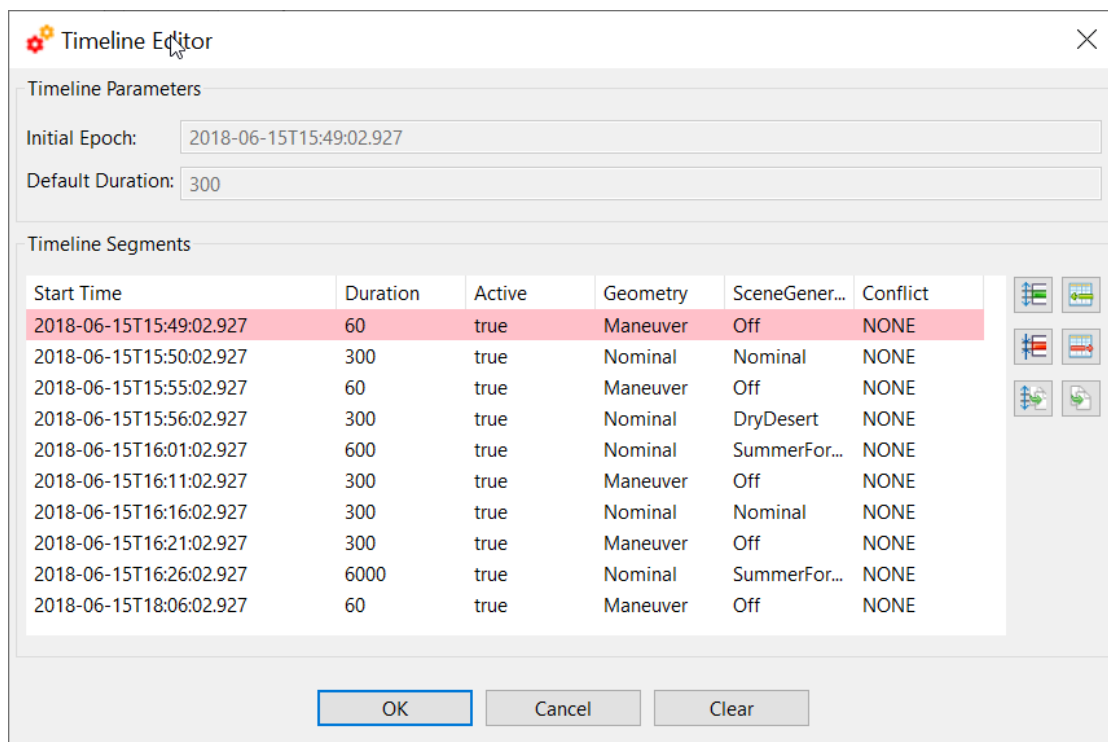 Timeline Editor
Timeline Parameters
Initial Epoch: 2018-06-15T15:49:02.927
Default Duration: 300
Timeline Segments
Start Time Duration Active Geometry SceneGener... Conflict
2018-06-15T15:49:02.927 60 true Maneuver Off NONE
2018-06-15T15:50:02.927 300 true Nominal Nominal NONE
2018-06-15T15:55:02.927 60 true Maneuver Off NONE
2018-06-15T15:56:02.927 300 true Nominal DryDesert NONE
2018-06-15T16:01:02.927 600 true Nominal SummerFor... NONE
2018-06-15T16:11:02.927 300 true Maneuver Off NONE
2018-06-15T16:16:02.927 300 true Nominal Nominal NONE
2018-06-15T16:21:02.927 300 true Maneuver Off NONE
2018-06-15T16:26:02.927 6000 true Nominal SummerFor... NONE
2018-06-15T18:06:02.927 60 true Maneuver Off NONE
OK Cancel Clear